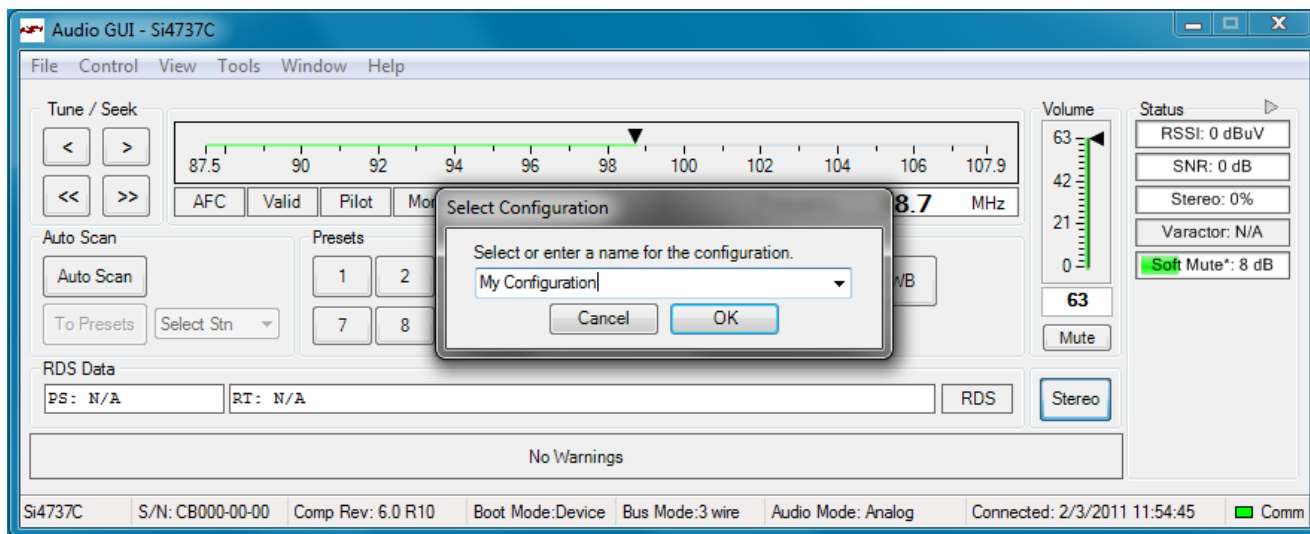 Audio GUI - Si4737C
File Control View Tools Window Help
Tune / Seek
< >
<< >>
87.5 90 92 94 96 98 100 102 104 106 107.9
AFC Valid Pilot 8.7 MHz
Select Configuration
Select or enter a name for the configuration.
My Configuration
Cancel OK
Auto Scan
Auto Scan
To Presets Select Stn
Presets
1 2
7 8
WB
Volume
63
42
21
0
63
Mute
Status
RSSI: 0 dBuV
SNR: 0 dB
Stereo: 0%
Varactor: N/A
Soft Mute*: 8 dB
RDS Data
PS: N/A RT: N/A RDS
Stereo
No Warnings
Si4737C S/N: CB000-00-00 Comp Rev: 6.0 R10 Boot Mode:Device Bus Mode:3 wire Audio Mode: Analog Connected: 2/3/2011 11:54:45 Comm